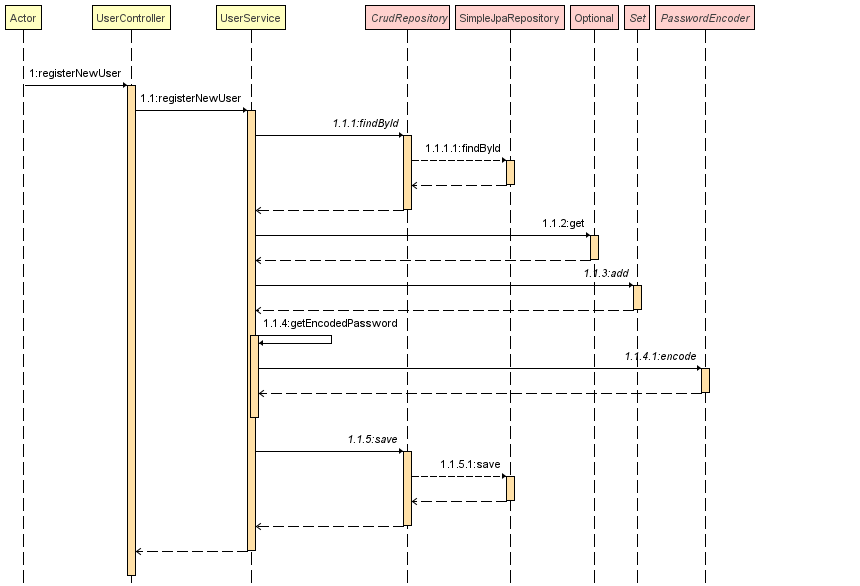 Actor UserController UserService CrudRepository SimpleJpaRepository Optional Set PasswordEncoder
1:registerNewUser
1.1:registerNewUser
1.1.1:findById
1.1.1.1:findById
1.1.2:get
1.1.3:add
1.1.4:getEncodedPassword
1.1.4.1:encode
1.1.5:save
1.1.5.1:save